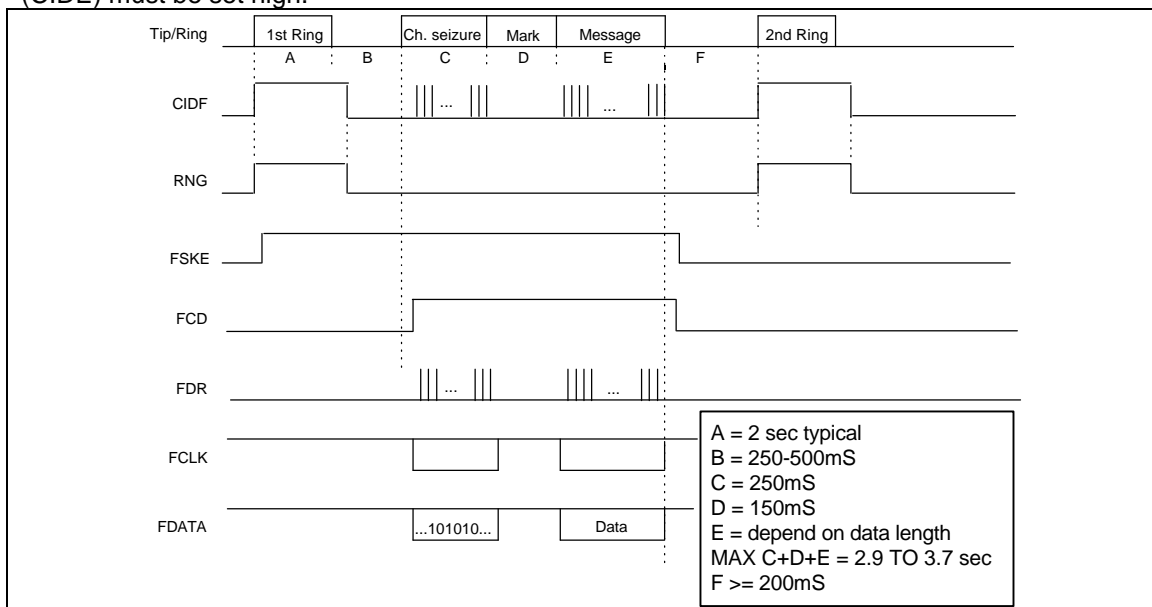 (CIDE) must be set high.
Tip/Ring 1st Ring Ch. seizure Mark Message 2nd Ring
A B C D E F
CIDF ... ...
RNG
FSKE
FCD
FDR ... ...
FCLK
FDATA ...101010... Data
A = 2 sec typical
B = 250-500mS
C = 250mS
D = 150mS
E = depend on data length
MAX C+D+E = 2.9 TO 3.7 sec
F >= 200mS